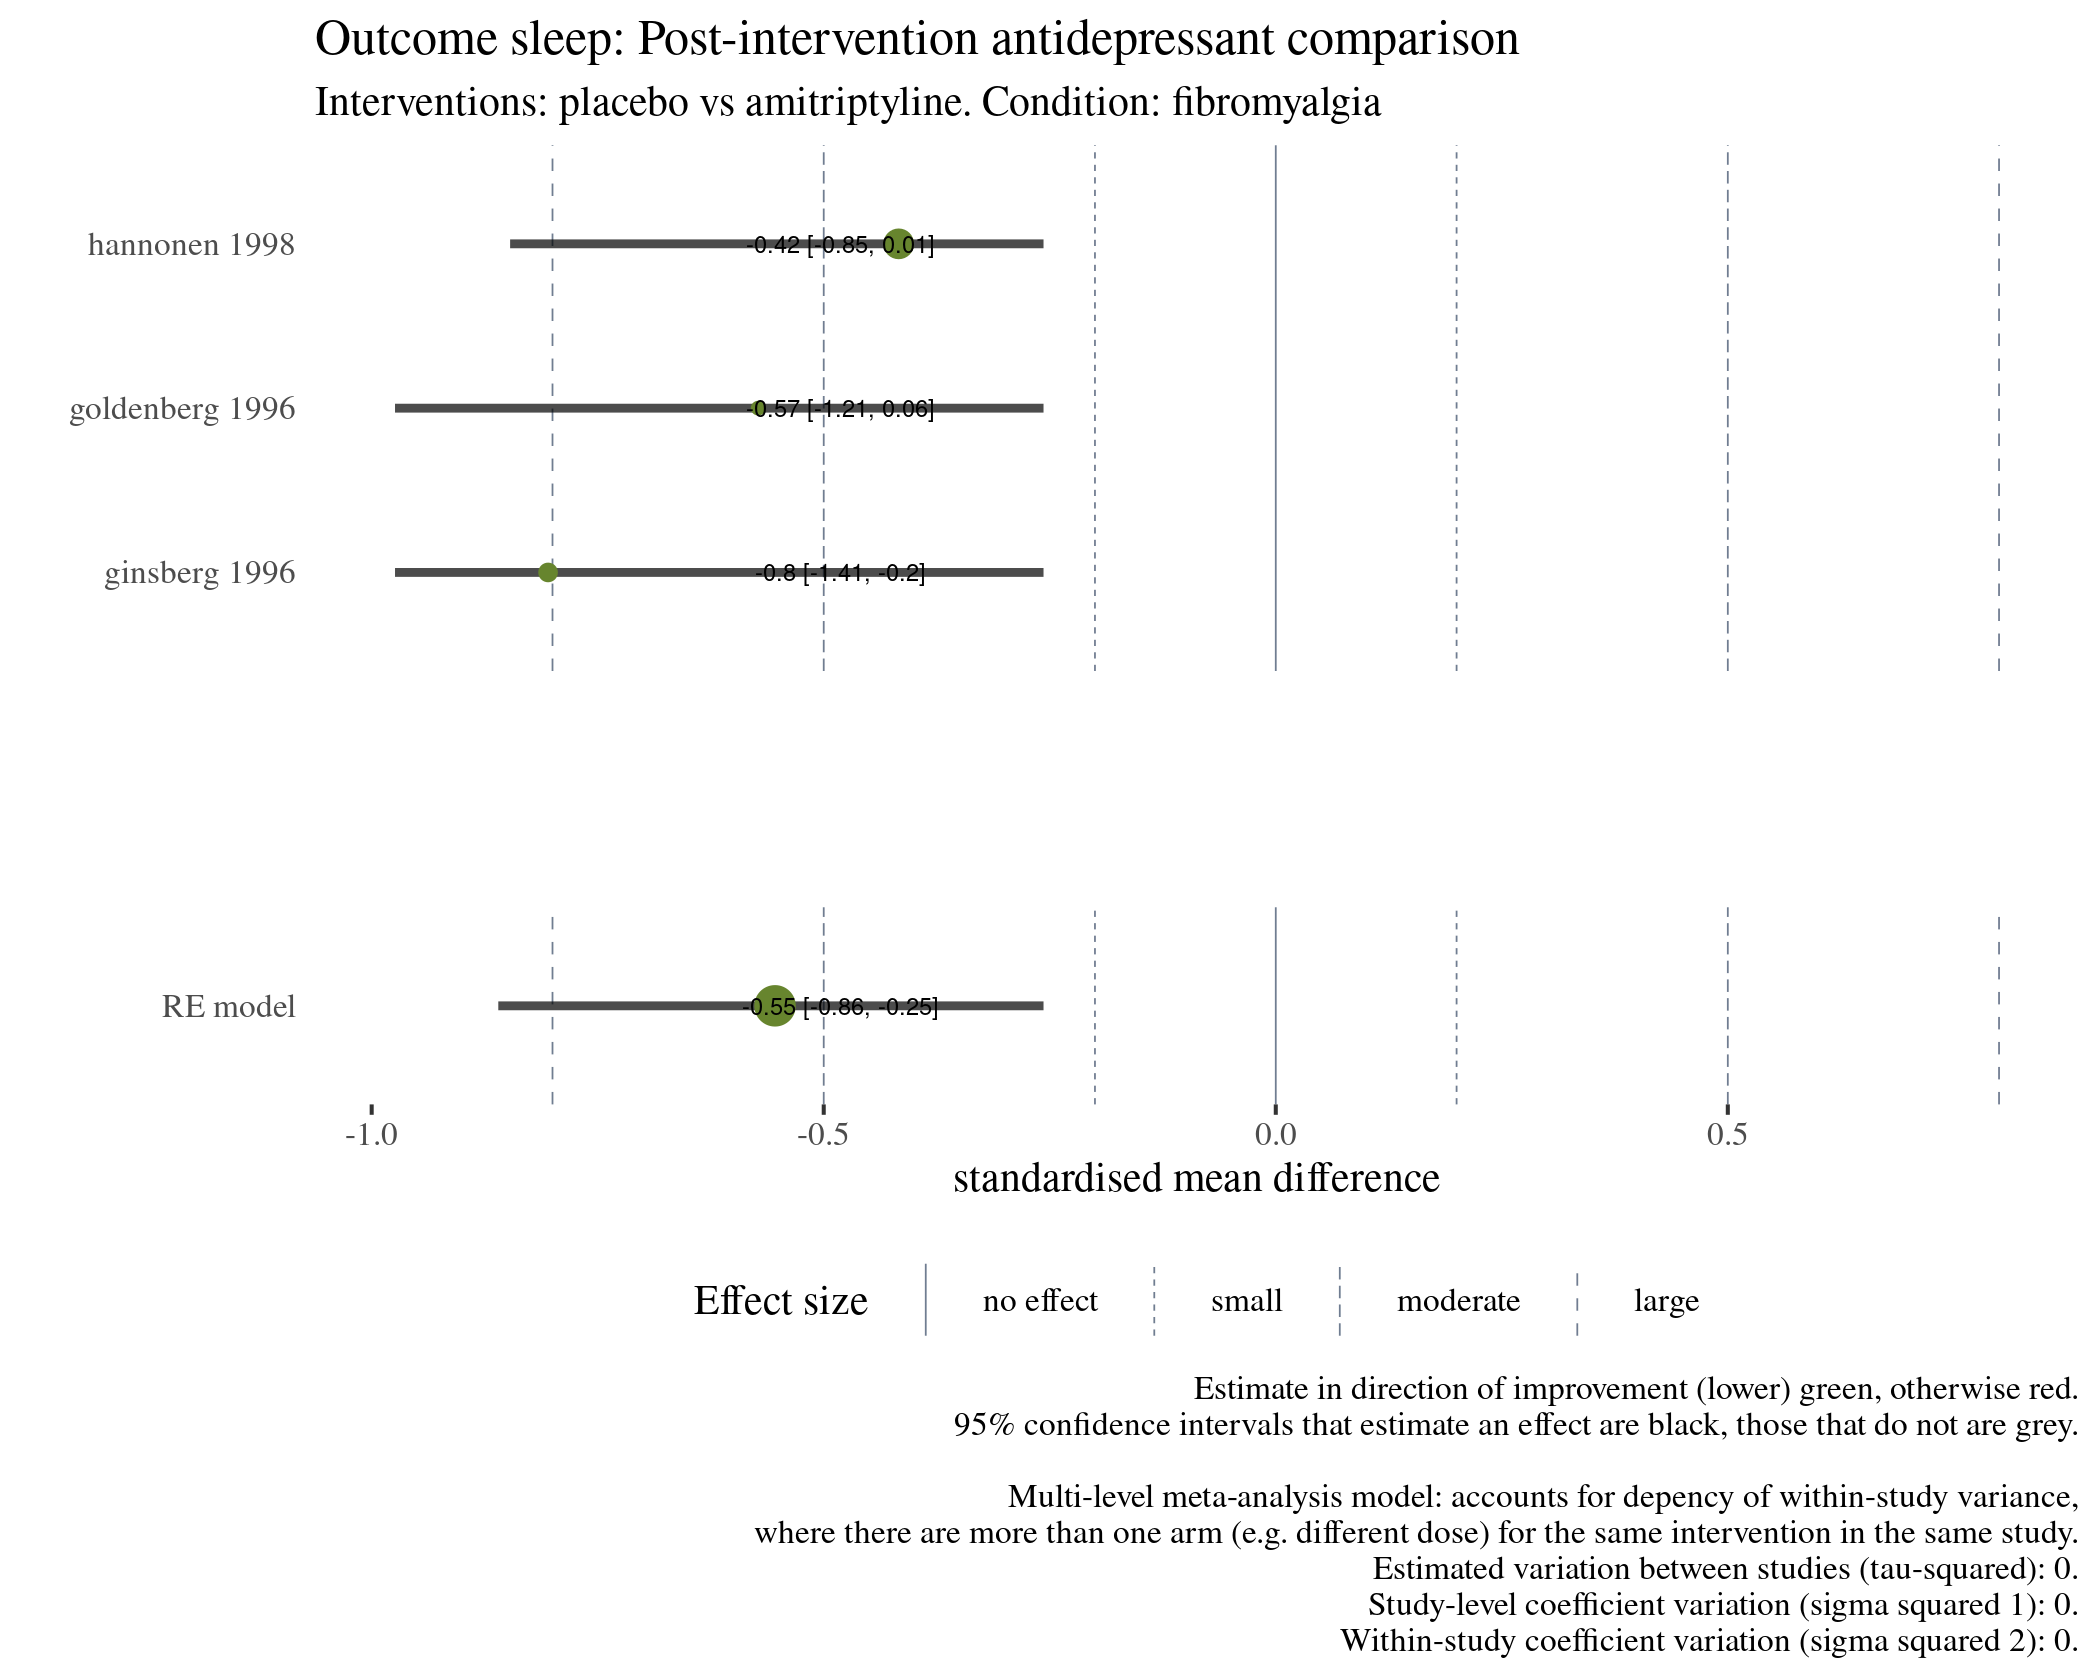 Outcome sleep: Post-intervention antidepressant comparison
Interventions: placebo vs amitriptyline. Condition: fibromyalgia
hannonen 1998
-0.42 [-0.85, 0.01]
goldenberg 1996
-0.57 [-1.21, 0.06]
ginsberg 1996
-0.8 [-1.41, -0.2]
RE model
-0.55 [-0.86, -0.25]
-1.0
-0.5
0.0
0.5
standardised mean difference
Effect size
no effect
small
moderate
large
Estimate in direction of improvement (lower) green, otherwise red.
95% confidence intervals that estimate an effect are black, those that do not are grey.
Multi-level meta-analysis model: accounts for depency of within-study variance,
where there are more than one arm (e.g. different dose) for the same intervention in the same study.
Estimated variation between studies (tau-squared): 0.
Study-level coefficient variation (sigma squared 1): 0.
Within-study coefficient variation (sigma squared 2): 0.